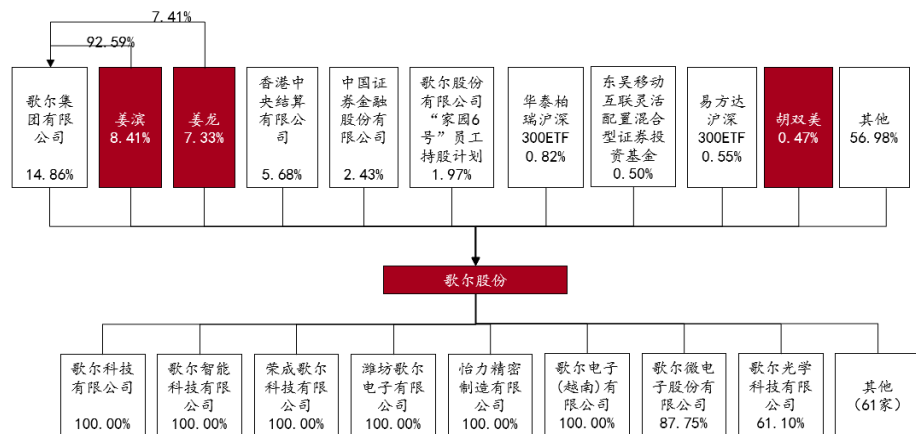 7.41%
92.59%
歌尔集
团有限
公司
14.86%
姜滨
8.41%
姜龙
7.33%
香港中
央结算
有限公
司
5.68%
中国证
券金融
股份有
限公司
2.43%
歌尔股份
有限公司
“家园6
号”员工
持股计划
1.97%
华泰柏
瑞沪深
300ETF
0.82%
东吴移动
互联灵活
配置混合
型证券投
资基金
0.50%
易方达
沪深
300ETF
0.55%
胡双美
0.47%
其他
56.98%
歌尔股份
歌尔科技
有限公司
100.00%
歌尔智能
科技有限
公司
100.00%
荣成歌尔
科技有限
公司
100.00%
潍坊歌尔
电子有限
公司
100.00%
怡力精密
制造有限
公司
100.00%
歌尔电子
(越南)有
限公司
100.00%
歌尔微电
子股份有
限公司
87.75%
歌尔光学
科技有限
公司
61.10%
其他
(61家)